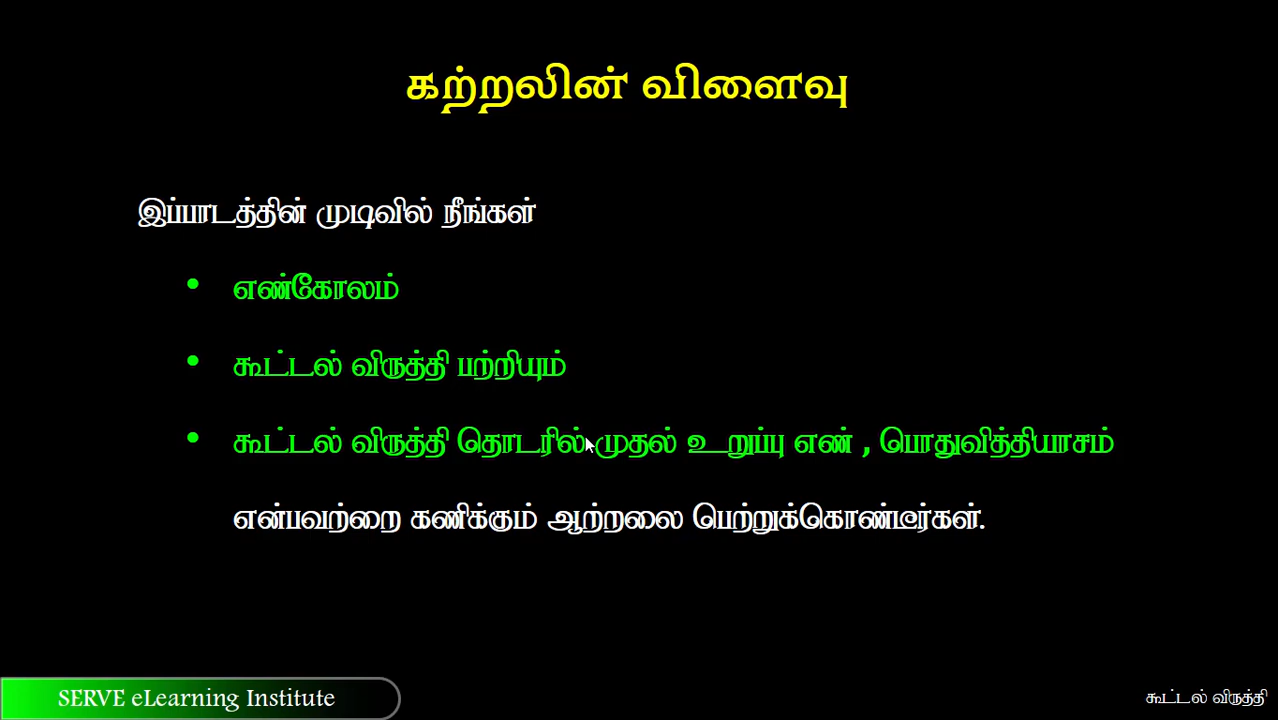 கற்றலின் விளைவு
இப்பாடத்தின் முடிவில் நீங்கள்
• எண்கோலம்
• கூட்டல் விருத்தி பற்றியும்
• கூட்டல் விருத்தி தொடரில் முதல் உறுப்பு எண் , பொதுவித்தியாசம்
என்பவற்றை கணிக்கும் ஆற்றலை பெற்றுக்கொண்டீர்கள்.
SERVE eLearning Institute
கூட்டல் விருத்தி